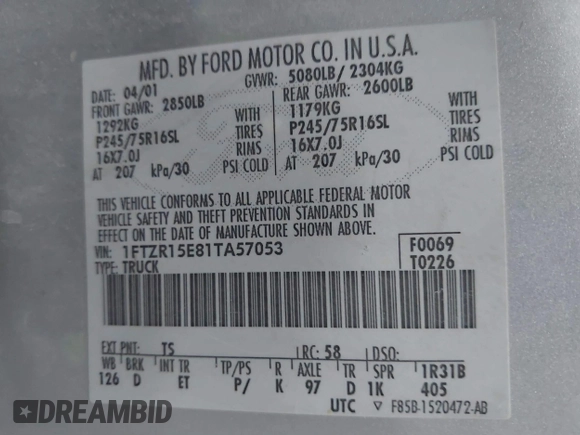 MFD. BY FORD MOTOR CO. IN U.S.A.
DATE: 04/01 GVWR: 5080LB/ 2304KG
FRONT GAWR: 2850LB REAR GAWR: 2600LB
1292KG WITH 1179KG WITH
P245/75R16SL TIRES P245/75R16SL TIRES
16X7.0J RIMS 16X7.0J RIMS
AT 207 kPa/30 PSI COLD AT 207 kPa/30 PSI COLD
THIS VEHICLE CONFORMS TO ALL APPLICABLE FEDERAL MOTOR
VEHICLE SAFETY AND THEFT PREVENTION STANDARDS IN
EFFECT ON THE DATE OF MANUFACTURE SHOWN ABOVE.
VIN: 1FTZR15E81TA57053 F0069
TYPE: TRUCK T0226
EXT PNT: TS RC: 58 DSO:
WB BRK INT TR TP/PS R AXLE TR SPR 1R31B
126 D ET P/ K 97 D 1K 405
UTC ▽ F85B-1520472-AB
DREAMBID